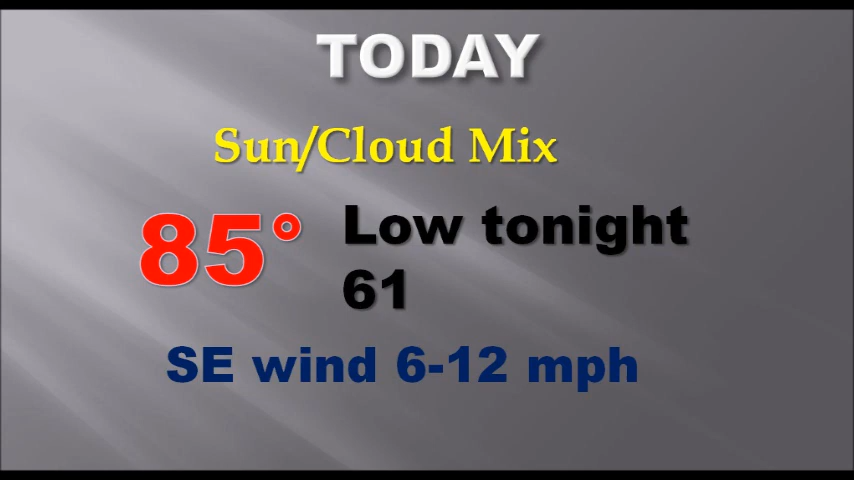 TODAY
Sun/Cloud Mix
85°
Low tonight
61
SE wind 6-12 mph